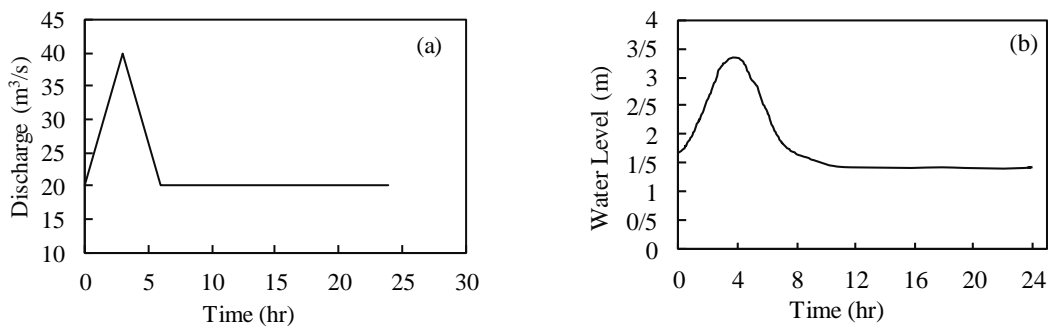 (a)
Discharge (m³/s)
45
40
35
30
25
20
15
10
0 5 10 15 20 25 30
Time (hr)
(b)
Water Level (m)
4
3/5
3
2/5
2
1/5
1
0/5
0
0 4 8 12 16 20 24
Time (hr)